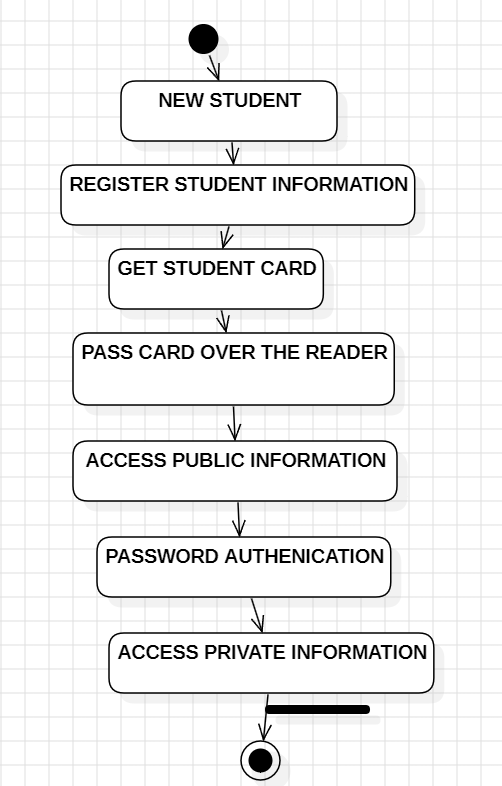 NEW STUDENT
REGISTER STUDENT INFORMATION
GET STUDENT CARD
PASS CARD OVER THE READER
ACCESS PUBLIC INFORMATION
PASSWORD AUTHENICATION
ACCESS PRIVATE INFORMATION